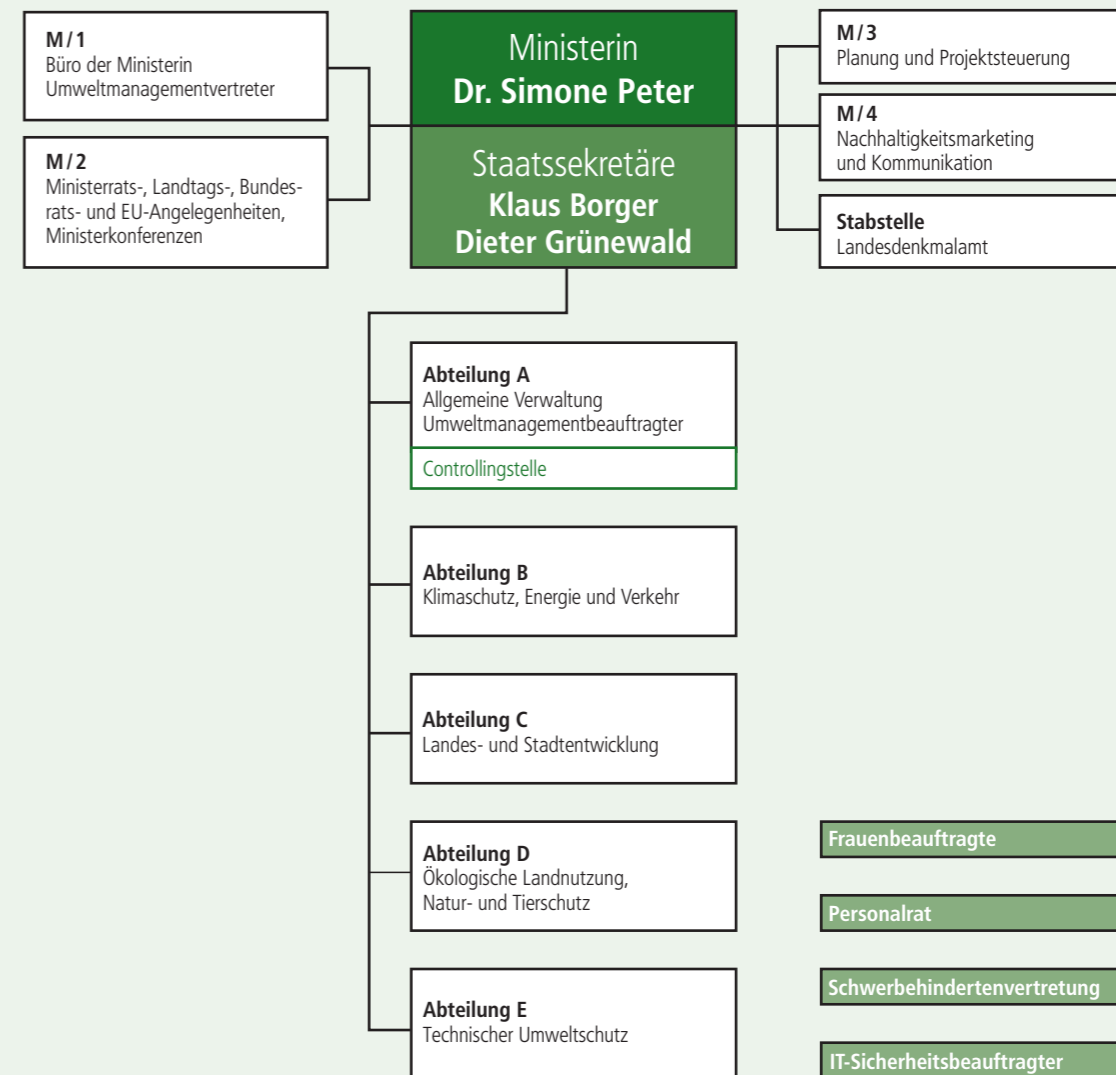 M/1
Büro der Ministerin
Umweltmanagementvertreter
M/2
Ministerrats-, Landtags-, Bundes-
rats- und EU-Angelegenheiten,
Ministerkonferenzen
Ministerin
Dr. Simone Peter
Staatssekretäre
Klaus Borger
Dieter Grünewald
M/3
Planung und Projektsteuerung
M/4
Nachhaltigkeitsmarketing
und Kommunikation
Stabstelle
Landesdenkmalamt
Abteilung A
Allgemeine Verwaltung
Umweltmanagementbeauftragter
Controllingstelle
Abteilung B
Klimaschutz, Energie und Verkehr
Abteilung C
Landes- und Stadtentwicklung
Abteilung D
Ökologische Landnutzung,
Natur- und Tierschutz
Abteilung E
Technischer Umweltschutz
Frauenbeauftragte
Personalrat
Schwerbehindertenvertretung
IT-Sicherheitsbeauftragter